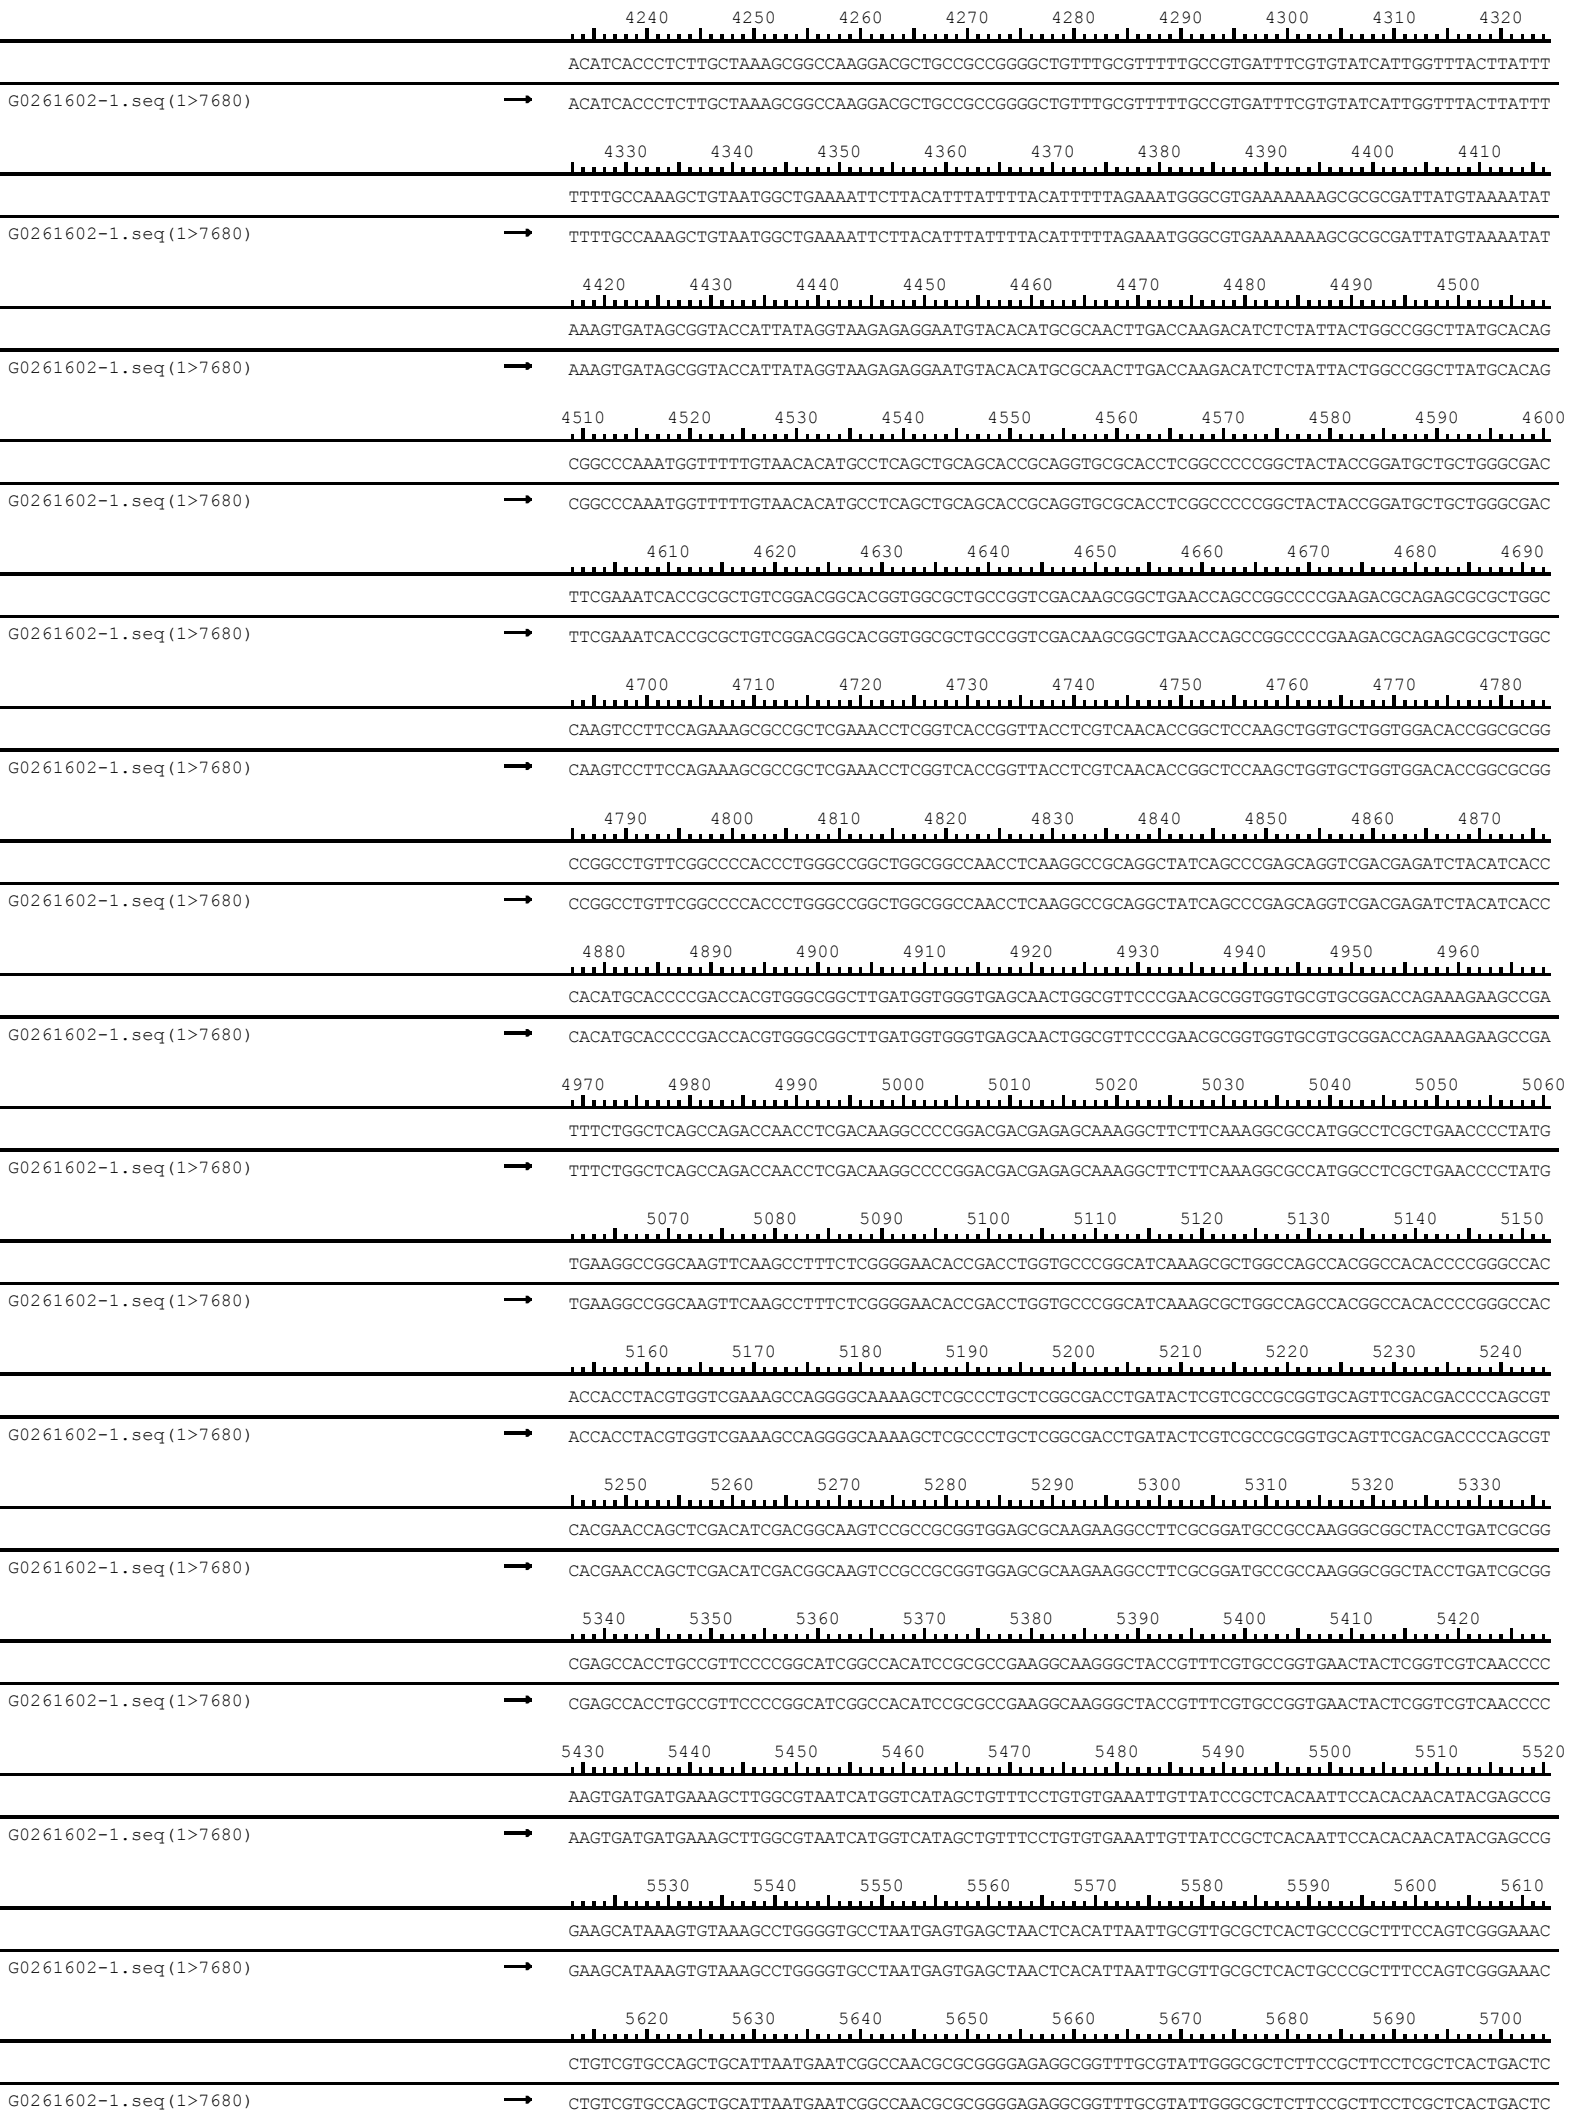 4240 4250 4260 4270 4280 4290 4300 4310 4320
ACATCACCCTCTTGCTAAAGCGGCCAAGGACGCTGCCGCCGGGGCTGTTTGCGTTTTTGCCGTGATTTCGTGTATCATTGGTTTACTTATTT
G0261602-1.seq(1>7680) → ACATCACCCTCTTGCTAAAGCGGCCAAGGACGCTGCCGCCGGGGCTGTTTGCGTTTTTGCCGTGATTTCGTGTATCATTGGTTTACTTATTT
4330 4340 4350 4360 4370 4380 4390 4400 4410
TTTTGCCAAAGCTGTAATGGCTGAAAATTCTTACATTTATTTTACATTTTTAGAAATGGGCGTGAAAAAAAGCGCGCGATTATGTAAAATAT
G0261602-1.seq(1>7680) → TTTTGCCAAAGCTGTAATGGCTGAAAATTCTTACATTTATTTTACATTTTTAGAAATGGGCGTGAAAAAAAGCGCGCGATTATGTAAAATAT
4420 4430 4440 4450 4460 4470 4480 4490 4500
AAAGTGATAGCGGTACCATTATAGGTAAGAGAGGAATGTACACATGCGCAACTTGACCAAGACATCTCTATTACTGGCCGGCTTATGCACAG
G0261602-1.seq(1>7680) → AAAGTGATAGCGGTACCATTATAGGTAAGAGAGGAATGTACACATGCGCAACTTGACCAAGACATCTCTATTACTGGCCGGCTTATGCACAG
4510 4520 4530 4540 4550 4560 4570 4580 4590 4600
CGGCCCAAATGGTTTTTGTAACACATGCCTCAGCTGCAGCACCGCAGGTGCGCACCTCGGCCCCCGGCTACTACCGGATGCTGCTGGGCGAC
G0261602-1.seq(1>7680) → CGGCCCAAATGGTTTTTGTAACACATGCCTCAGCTGCAGCACCGCAGGTGCGCACCTCGGCCCCCGGCTACTACCGGATGCTGCTGGGCGAC
4610 4620 4630 4640 4650 4660 4670 4680 4690
TTCGAAATCACCGCGCTGTCGGACGGCACGGTGGCGCTGCCGGTCGACAAGCGGCTGAACCAGCCGGCCCCGAAGACGCAGAGCGCGCTGGC
G0261602-1.seq(1>7680) → TTCGAAATCACCGCGCTGTCGGACGGCACGGTGGCGCTGCCGGTCGACAAGCGGCTGAACCAGCCGGCCCCGAAGACGCAGAGCGCGCTGGC
4700 4710 4720 4730 4740 4750 4760 4770 4780
CAAGTCCTTCCAGAAAGCGCCGCTCGAAACCTCGGTCACCGGTTACCTCGTCAACACCGGCTCCAAGCTGGTGCTGGTGGACACCGGCGCGG
G0261602-1.seq(1>7680) → CAAGTCCTTCCAGAAAGCGCCGCTCGAAACCTCGGTCACCGGTTACCTCGTCAACACCGGCTCCAAGCTGGTGCTGGTGGACACCGGCGCGG
4790 4800 4810 4820 4830 4840 4850 4860 4870
CCGGCCTGTTCGGCCCCACCCTGGGCCGGCTGGCGGCCAACCTCAAGGCCGCAGGCTATCAGCCCGAGCAGGTCGACGAGATCTACATCACC
G0261602-1.seq(1>7680) → CCGGCCTGTTCGGCCCCACCCTGGGCCGGCTGGCGGCCAACCTCAAGGCCGCAGGCTATCAGCCCGAGCAGGTCGACGAGATCTACATCACC
4880 4890 4900 4910 4920 4930 4940 4950 4960
CACATGCACCCCGACCACGTGGGCGGCTTGATGGTGGGTGAGCAACTGGCGTTCCCGAACGCGGTGGTGCGTGCGGACCAGAAAGAAGCCGA
G0261602-1.seq(1>7680) → CACATGCACCCCGACCACGTGGGCGGCTTGATGGTGGGTGAGCAACTGGCGTTCCCGAACGCGGTGGTGCGTGCGGACCAGAAAGAAGCCGA
4970 4980 4990 5000 5010 5020 5030 5040 5050 5060
TTTCTGGCTCAGCCAGACCAACCTCGACAAGGCCCCGGACGACGAGAGCAAAGGCTTCTTCAAAGGCGCCATGGCCTCGCTGAACCCCTATG
G0261602-1.seq(1>7680) → TTTCTGGCTCAGCCAGACCAACCTCGACAAGGCCCCGGACGACGAGAGCAAAGGCTTCTTCAAAGGCGCCATGGCCTCGCTGAACCCCTATG
5070 5080 5090 5100 5110 5120 5130 5140 5150
TGAAGGCCGGCAAGTTCAAGCCTTTCTCGGGGAACACCGACCTGGTGCCCGGCATCAAAGCGCTGGCCAGCCACGGCCACACCCCGGGCCAC
G0261602-1.seq(1>7680) → TGAAGGCCGGCAAGTTCAAGCCTTTCTCGGGGAACACCGACCTGGTGCCCGGCATCAAAGCGCTGGCCAGCCACGGCCACACCCCGGGCCAC
5160 5170 5180 5190 5200 5210 5220 5230 5240
ACCACCTACGTGGTCGAAAGCCAGGGGCAAAAGCTCGCCCTGCTCGGCGACCTGATACTCGTCGCCGCGGTGCAGTTCGACGACCCCAGCGT
G0261602-1.seq(1>7680) → ACCACCTACGTGGTCGAAAGCCAGGGGCAAAAGCTCGCCCTGCTCGGCGACCTGATACTCGTCGCCGCGGTGCAGTTCGACGACCCCAGCGT
5250 5260 5270 5280 5290 5300 5310 5320 5330
CACGAACCAGCTCGACATCGACGGCAAGTCCGCCGCGGTGGAGCGCAAGAAGGCCTTCGCGGATGCCGCCAAGGGCGGCTACCTGATCGCGG
G0261602-1.seq(1>7680) → CACGAACCAGCTCGACATCGACGGCAAGTCCGCCGCGGTGGAGCGCAAGAAGGCCTTCGCGGATGCCGCCAAGGGCGGCTACCTGATCGCGG
5340 5350 5360 5370 5380 5390 5400 5410 5420
CGAGCCACCTGCCGTTCCCCGGCATCGGCCACATCCGCGCCGAAGGCAAGGGCTACCGTTTCGTGCCGGTGAACTACTCGGTCGTCAACCCC
G0261602-1.seq(1>7680) → CGAGCCACCTGCCGTTCCCCGGCATCGGCCACATCCGCGCCGAAGGCAAGGGCTACCGTTTCGTGCCGGTGAACTACTCGGTCGTCAACCCC
5430 5440 5450 5460 5470 5480 5490 5500 5510 5520
AAGTGATGATGAAAGCTTGGCGTAATCATGGTCATAGCTGTTTCCTGTGTGAAATTGTTATCCGCTCACAATTCCACACAACATACGAGCCG
G0261602-1.seq(1>7680) → AAGTGATGATGAAAGCTTGGCGTAATCATGGTCATAGCTGTTTCCTGTGTGAAATTGTTATCCGCTCACAATTCCACACAACATACGAGCCG
5530 5540 5550 5560 5570 5580 5590 5600 5610
GAAGCATAAAGTGTAAAGCCTGGGGTGCCTAATGAGTGAGCTAACTCACATTAATTGCGTTGCGCTCACTGCCCGCTTTCCAGTCGGGAAAC
G0261602-1.seq(1>7680) → GAAGCATAAAGTGTAAAGCCTGGGGTGCCTAATGAGTGAGCTAACTCACATTAATTGCGTTGCGCTCACTGCCCGCTTTCCAGTCGGGAAAC
5620 5630 5640 5650 5660 5670 5680 5690 5700
CTGTCGTGCCAGCTGCATTAATGAATCGGCCAACGCGCGGGGAGAGGCGGTTTGCGTATTGGGCGCTCTTCCGCTTCCTCGCTCACTGACTC
G0261602-1.seq(1>7680) → CTGTCGTGCCAGCTGCATTAATGAATCGGCCAACGCGCGGGGAGAGGCGGTTTGCGTATTGGGCGCTCTTCCGCTTCCTCGCTCACTGACTC